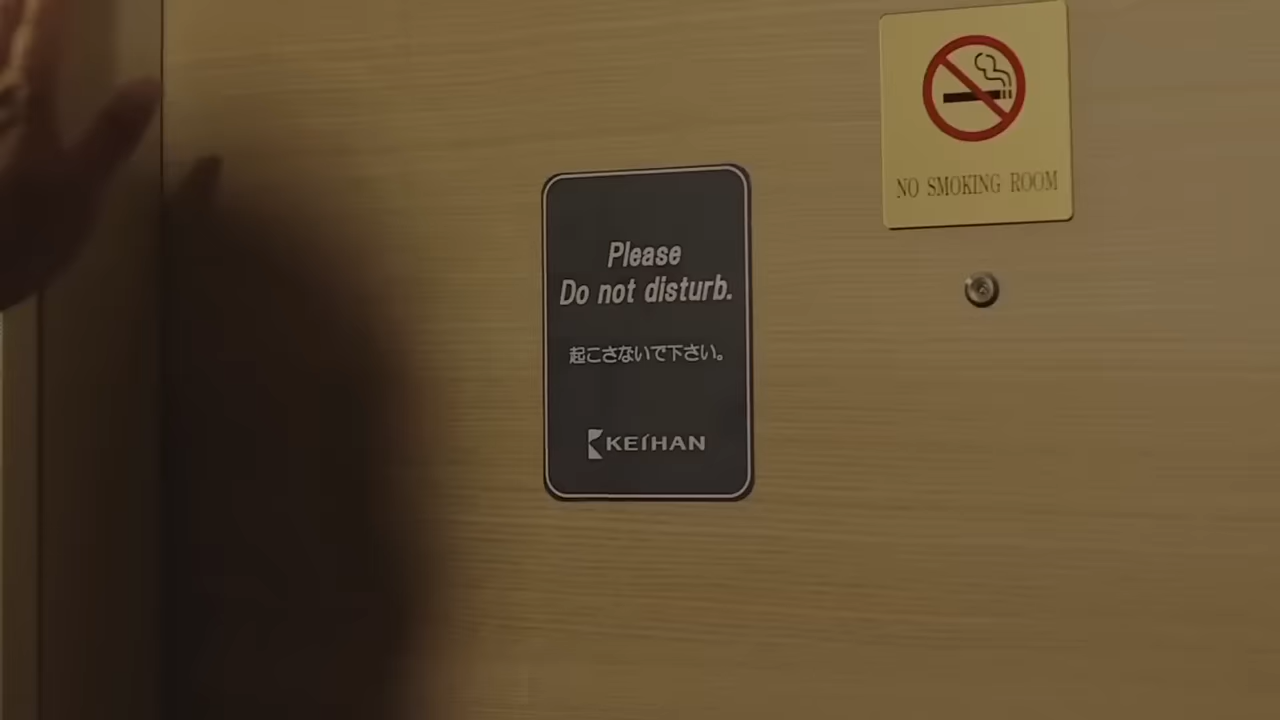 NO SMOKING ROOM
Please
Do not disturb.
起こさないで下さい。
KEIHAN